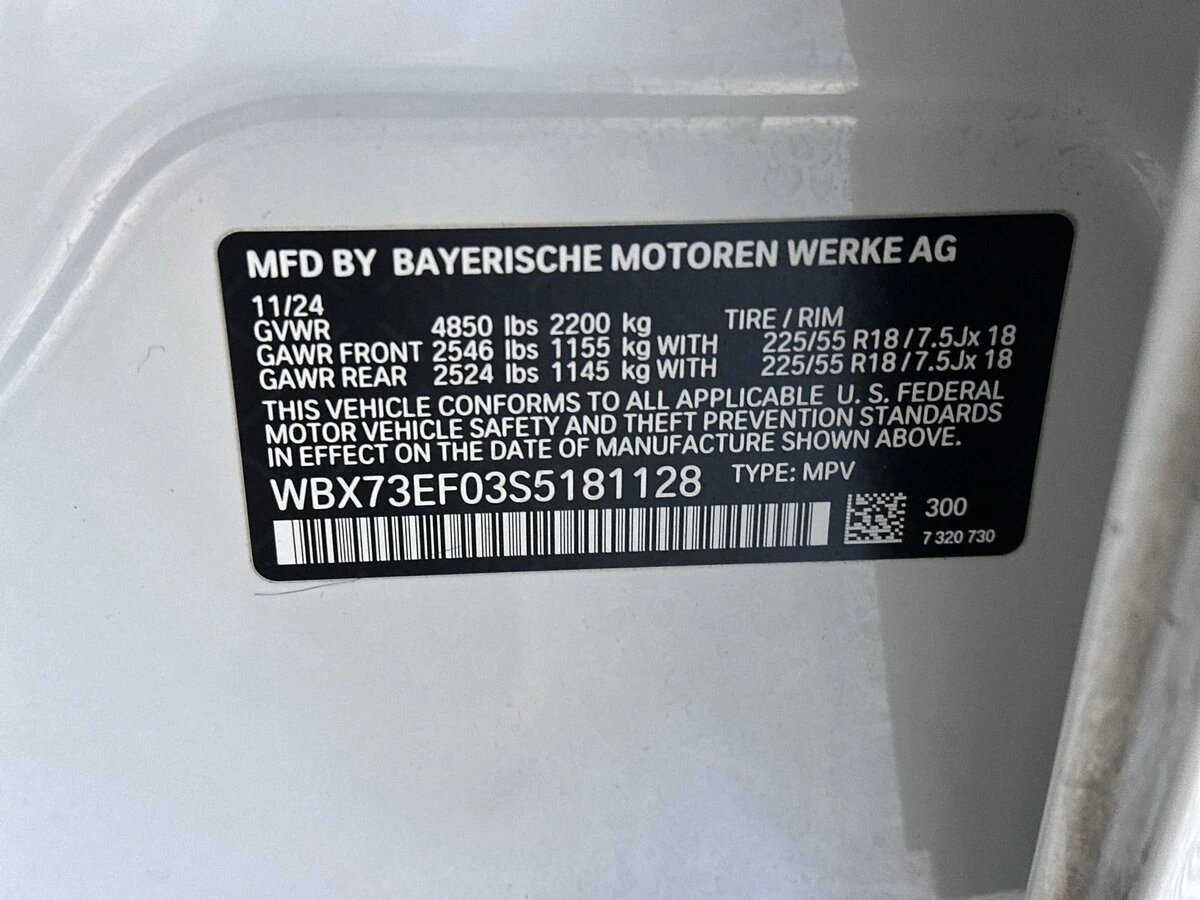 MFD BY BAYERISCHE MOTOREN WERKE AG
11/24
GVWR 4850 lbs 2200 kg TIRE / RIM
GAWR FRONT 2546 lbs 1155 kg WITH 225/55 R18 / 7.5Jx 18
GAWR REAR 2524 lbs 1145 kg WITH 225/55 R18 / 7.5Jx 18
THIS VEHICLE CONFORMS TO ALL APPLICABLE U. S. FEDERAL
MOTOR VEHICLE SAFETY AND THEFT PREVENTION STANDARDS
IN EFFECT ON THE DATE OF MANUFACTURE SHOWN ABOVE.
WBX73EF03S5181128 TYPE: MPV
300
7 320 730